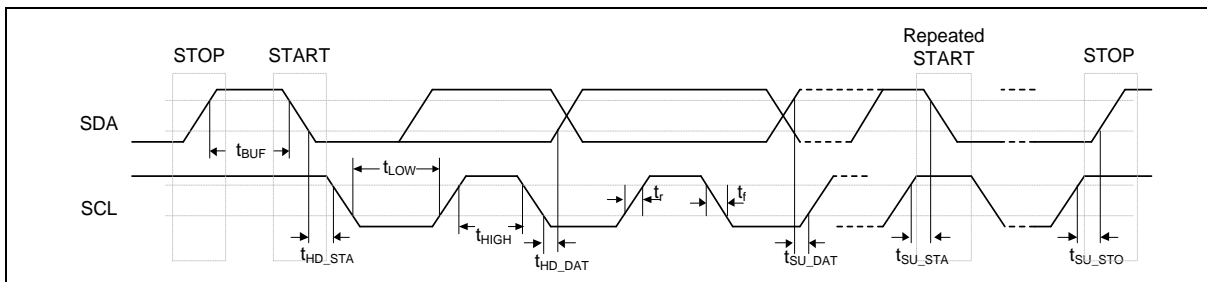 STOP
START
Repeated
START
STOP
SDA
tBUF
tLOW
SCL
tr
tf
tHIGH
tHD_STA
tHD_DAT
tSU_DAT
tSU_STA
tSU_STO